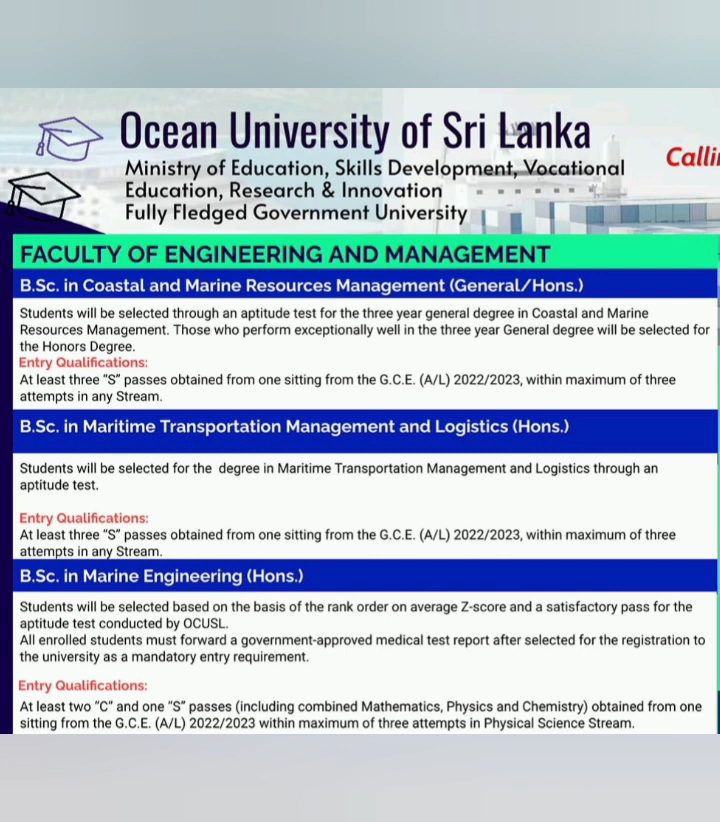 Ocean University of Sri Lanka
Ministry of Education, Skills Development, Vocational
Education, Research & Innovation
Fully Fledged Government University
FACULTY OF ENGINEERING AND MANAGEMENT
B.Sc. in Coastal and Marine Resources Management (General/Hons.)
Students will be selected through an aptitude test for the three year general degree in Coastal and Marine
Resources Management. Those who perform exceptionally well in the three year General degree will be selected for
the Honors Degree.
Entry Qualifications:
At least three “S” passes obtained from one sitting from the G.C.E. (A/L) 2022/2023, within maximum of three
attempts in any Stream.
B.Sc. in Maritime Transportation Management and Logistics (Hons.)
Students will be selected for the degree in Maritime Transportation Management and Logistics through an
aptitude test.
Entry Qualifications:
At least three “S” passes obtained from one sitting from the G.C.E. (A/L) 2022/2023, within maximum of three
attempts in any Stream.
B.Sc. in Marine Engineering (Hons.)
Students will be selected based on the basis of the rank order on average Z-score and a satisfactory pass for the
aptitude test conducted by OCUSL.
All enrolled students must forward a government-approved medical test report after selected for the registration to
the university as a mandatory entry requirement.
Entry Qualifications:
At least two “C” and one “S” passes (including combined Mathematics, Physics and Chemistry) obtained from one
sitting from the G.C.E. (A/L) 2022/2023 within maximum of three attempts in Physical Science Stream.